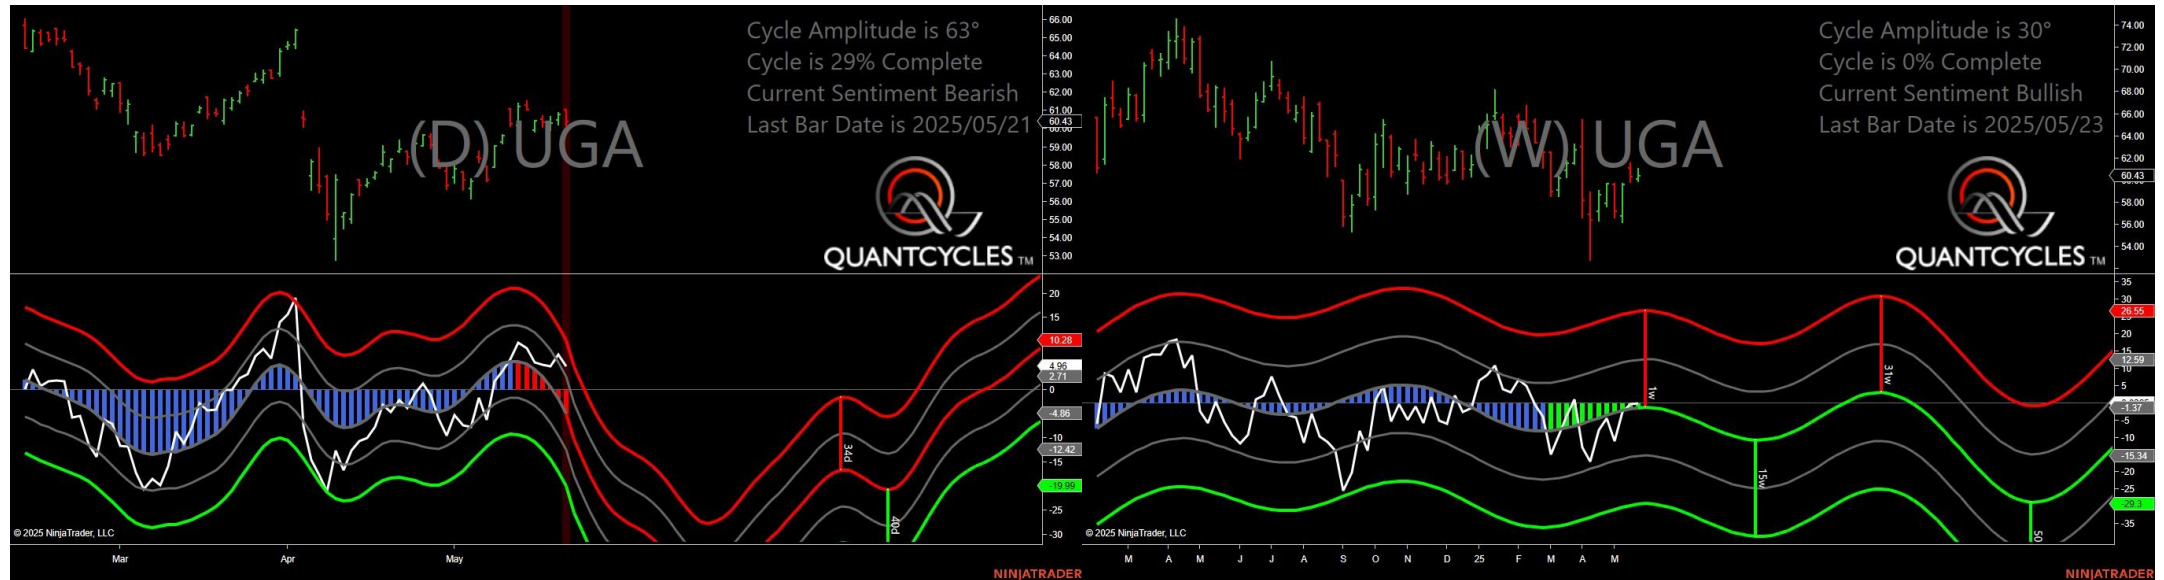 Cycle Amplitude is 63°
Cycle is 29% Complete
Current Sentiment Bearish
Last Bar Date is 2025/05/21
(D) UGA
QUANTCYCLES TM
66.00
65.00
64.00
63.00
62.00
61.00
60.43
60.00
59.00
58.00
57.00
56.00
55.00
54.00
53.00
20
15
10.28
4.96
2.71
0
-4.86
-10
-12.42
-15
-19.99
-25
-30
34d
40d
© 2025 NinjaTrader, LLC
Mar
Apr
May
NINJATRADER
Cycle Amplitude is 30°
Cycle is 0% Complete
Current Sentiment Bullish
Last Bar Date is 2025/05/23
(W) UGA
QUANTCYCLES TM
74.00
72.00
70.00
68.00
66.00
64.00
62.00
60.43
58.00
56.00
54.00
35
30
26.55
20
15
12.59
10
5
-1.37
-5
-10
-15.34
-20
-25
-29.3
-35
1w
15w
31w
50
© 2025 NinjaTrader, LLC
M A M J J A S O N D 25 F M A M
NINJATRADER